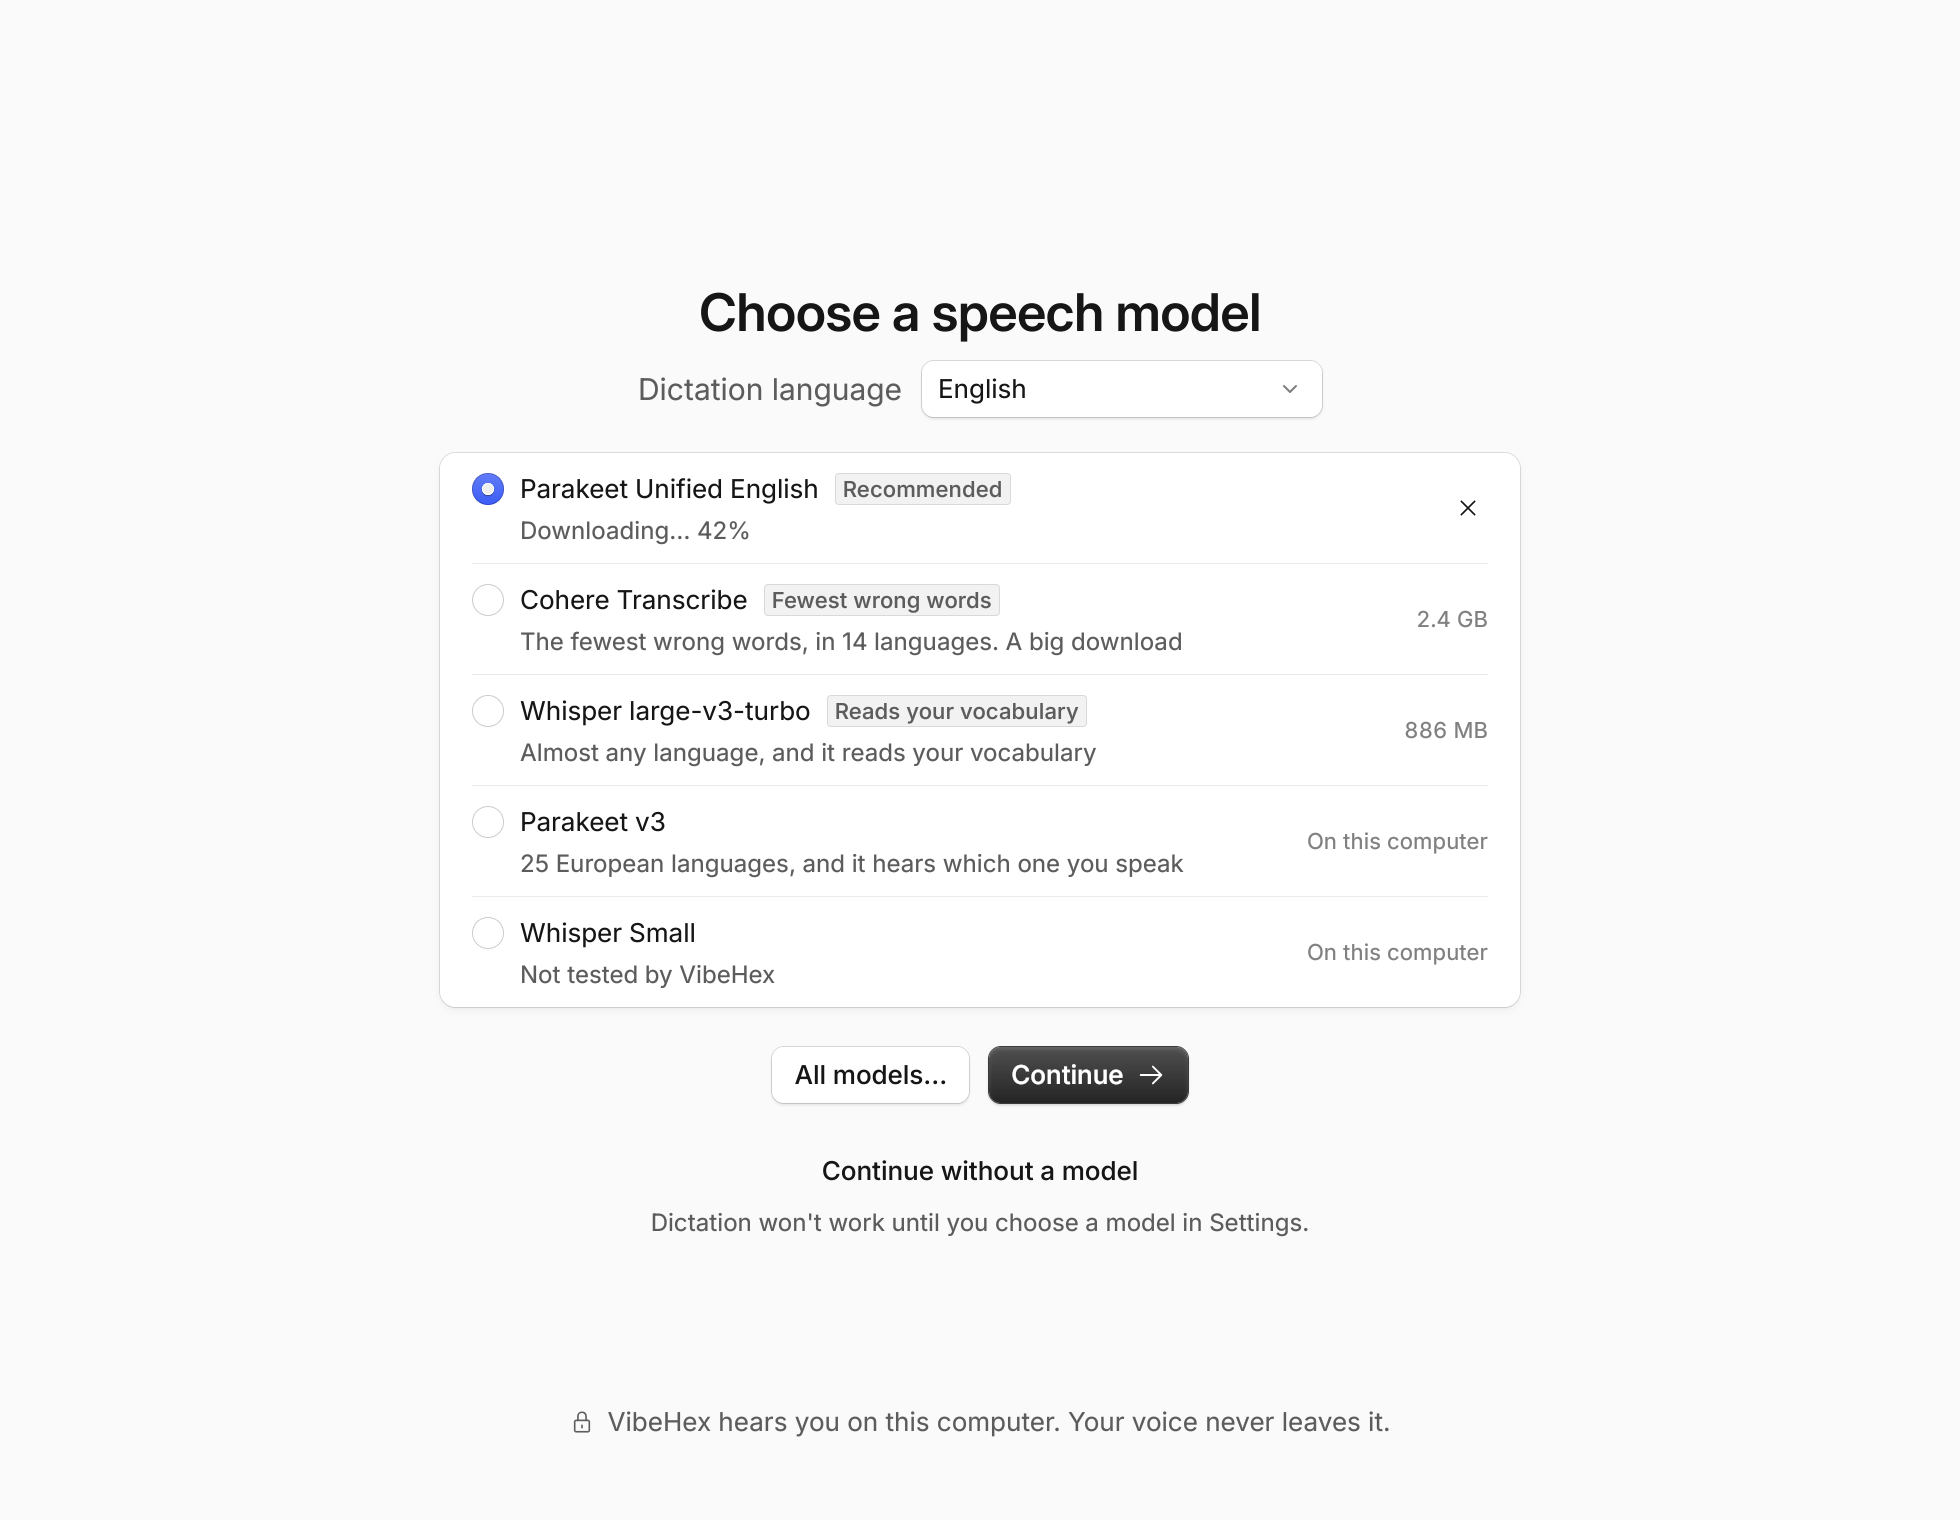 Choose a speech model
Dictation language English
Parakeet Unified English Recommended
Downloading... 42%
Cohere Transcribe Fewest wrong words
The fewest wrong words, in 14 languages. A big download
2.4 GB
Whisper large-v3-turbo Reads your vocabulary
Almost any language, and it reads your vocabulary
886 MB
Parakeet v3
25 European languages, and it hears which one you speak
On this computer
Whisper Small
Not tested by VibeHex
On this computer
All models... Continue
Continue without a model
Dictation won't work until you choose a model in Settings.
VibeHex hears you on this computer. Your voice never leaves it.